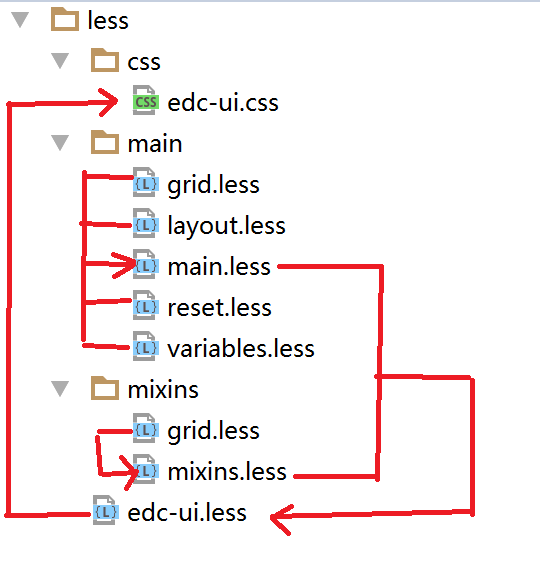 less
css
CSS edc-ui.css
main
{L} grid.less
{L} layout.less
{L} main.less
{L} reset.less
{L} variables.less
mixins
{L} grid.less
{L} mixins.less
{L} edc-ui.less